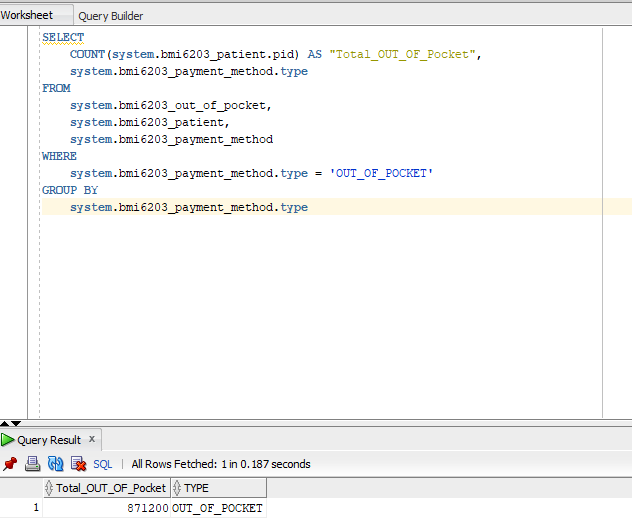 Worksheet Query Builder
SELECT
COUNT(system.bmi6203_patient.pid) AS "Total_OUT_OF_Pocket",
system.bmi6203_payment_method.type
FROM
system.bmi6203_out_of_pocket,
system.bmi6203_patient,
system.bmi6203_payment_method
WHERE
system.bmi6203_payment_method.type = 'OUT_OF_POCKET'
GROUP BY
system.bmi6203_payment_method.type
Query Result x
SQL | All Rows Fetched: 1 in 0.187 seconds
Total_OUT_OF_Pocket TYPE
1 871200 OUT_OF_POCKET